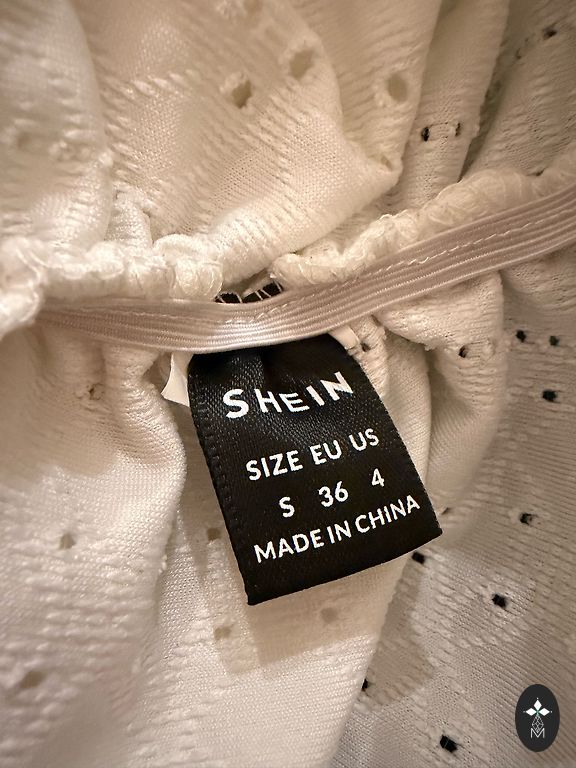 SHEIN
SIZE EU US
S 36 4
MADE IN CHINA
M